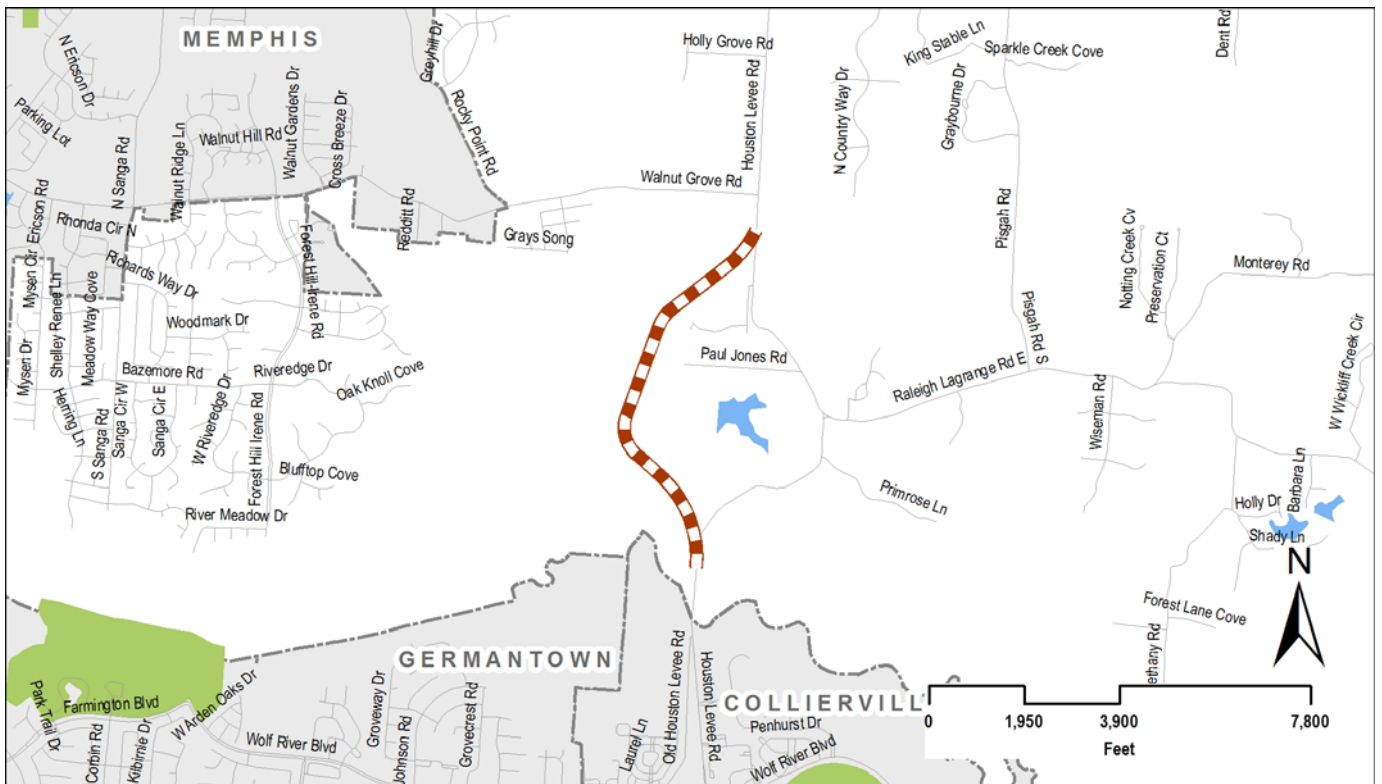 MEMPHIS
Greyhill Dr
Holly Grove Rd
King Stable Ln
Sparkle Creek Cove
Dent Rd
N Ericson Dr
Parking Lot
N Sanga Rd
Walnut Ridge Ln
Walnut Hill Rd
Walnut Gardens Dr
Cross Breeze Dr
Rocky Point Rd
Houston Levee Rd
N Country Way Dr
Graybourne Dr
Walnut Grove Rd
Pisgah Rd
Ericson Rd
Rhonda Cir N
Redditt Rd
Grays Song
Forest Hill-Irene Rd
Richards Way Dr
Mysen Cir
Shelley Renee Ln
Meadow Way Cove
Woodmark Dr
Notting Creek Cv
Preservation Ct
Monterey Rd
Pisgah Rd S
Mysen Dr
Bazemore Rd
Riveredge Dr
Oak Knoll Cove
Paul Jones Rd
Raleigh Lagrange Rd E
W Wickliff Creek Cir
Herring Ln
S Sanga Rd
Sanga Cir W
Sanga Cir E
W Riveredge Dr
Forest Hill Irene Rd
Blufftop Cove
Wiseman Rd
River Meadow Dr
Primrose Ln
Barbara Ln
Holly Dr
Shady Ln
N
Forest Lane Cove
ethany Rd
GERMANTOWN
COLLIERVILL
Park Trail Dr
Farmington Blvd
W Arden Oaks Dr
Corbin Rd
Kilbirnie Dr
Wolf River Blvd
Groveway Dr
Johnson Rd
Grovecrest Rd
Laurel Ln
Old Houston Levee Rd
Houston Levee Rd
Penhurst Dr
Wolf River Blvd
0 1,950 3,900 7,800
Feet